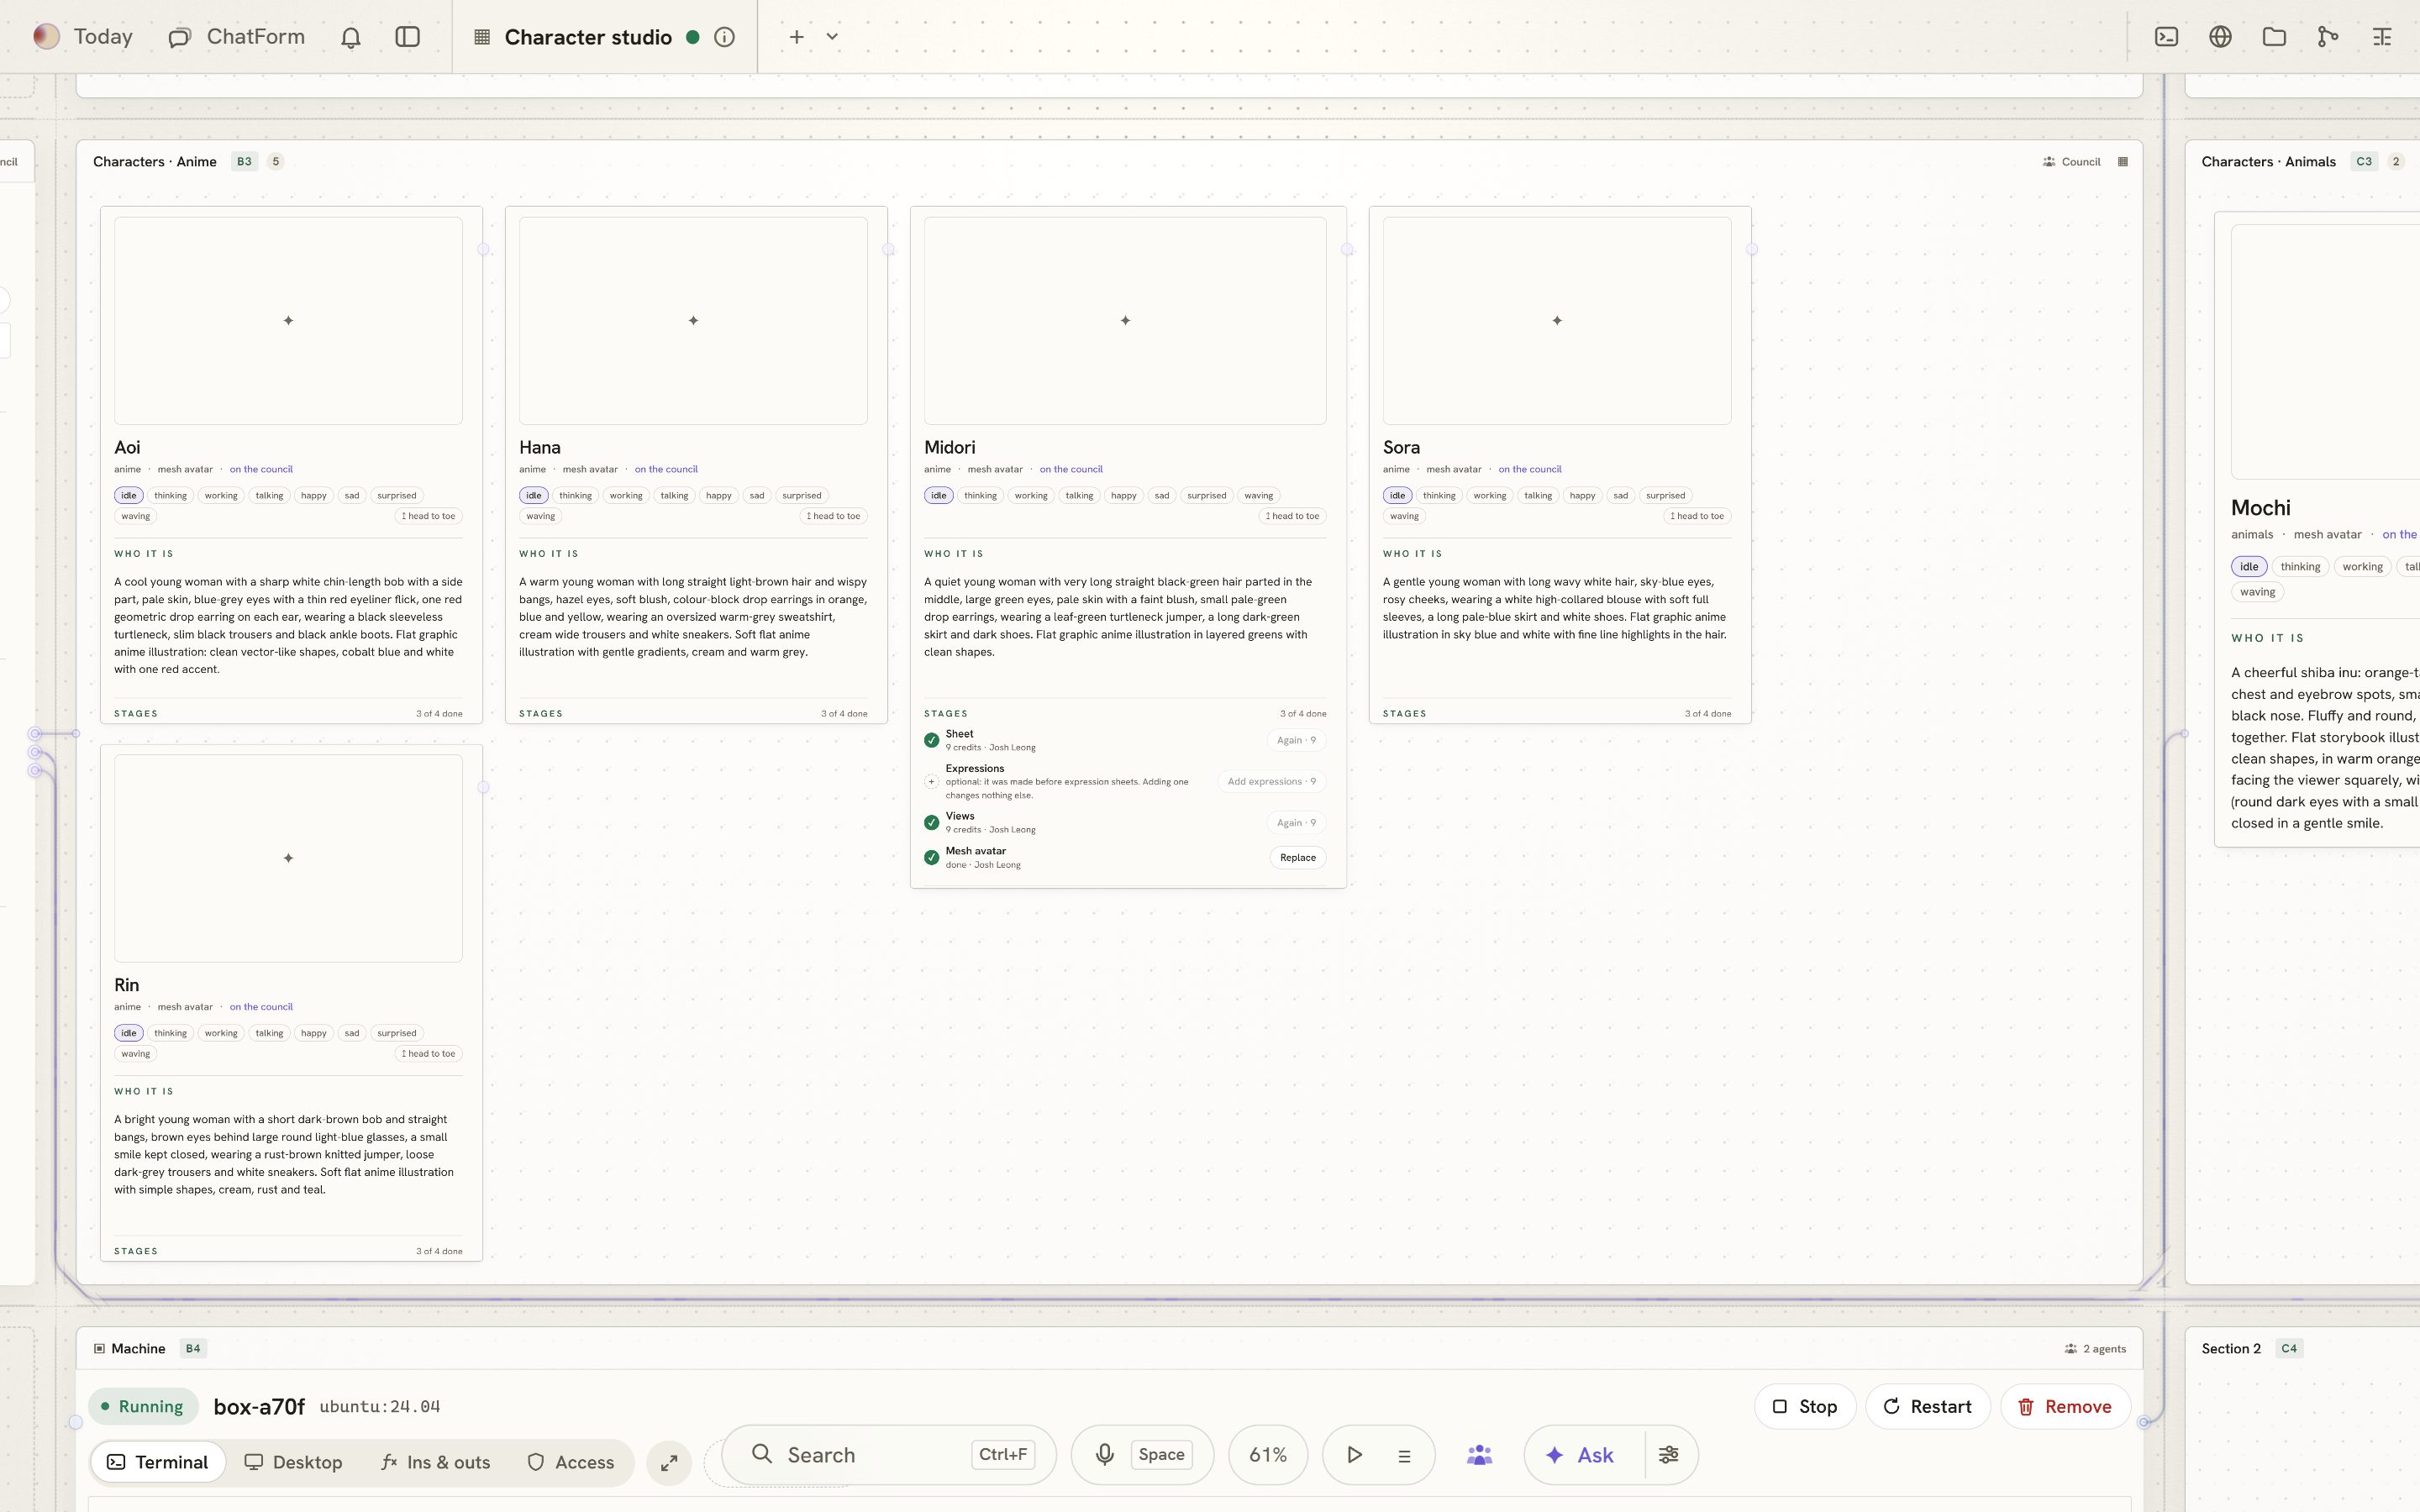 Today
ChatForm
Character studio
ncil
Characters · Anime B3 5
Council
Characters · Animals C3 2
Aoi
anime · mesh avatar · on the council
idle thinking working talking happy sad surprised
waving
↕ head to toe
WHO IT IS
A cool young woman with a sharp white chin-length bob with a side
part, pale skin, blue-grey eyes with a thin red eyeliner flick, one red
geometric drop earring on each ear, wearing a black sleeveless
turtleneck, slim black trousers and black ankle boots. Flat graphic
anime illustration: clean vector-like shapes, cobalt blue and white
with one red accent.
STAGES 3 of 4 done
Hana
anime · mesh avatar · on the council
idle thinking working talking happy sad surprised
waving
↕ head to toe
WHO IT IS
A warm young woman with long straight light-brown hair and wispy
bangs, hazel eyes, soft blush, colour-block drop earrings in orange,
blue and yellow, wearing an oversized warm-grey sweatshirt,
cream wide trousers and white sneakers. Soft flat anime
illustration with gentle gradients, cream and warm grey.
STAGES 3 of 4 done
Midori
anime · mesh avatar · on the council
idle thinking working talking happy sad surprised waving
↕ head to toe
WHO IT IS
A quiet young woman with very long straight black-green hair parted in the
middle, large green eyes, pale skin with a faint blush, small pale-green
drop earrings, wearing a leaf-green turtleneck jumper, a long dark-green
skirt and dark shoes. Flat graphic anime illustration in layered greens with
clean shapes.
STAGES 3 of 4 done
Sheet
9 credits · Josh Leong
Again · 9
Expressions
optional: it was made before expression sheets. Adding one
changes nothing else.
Add expressions · 9
Views
9 credits · Josh Leong
Again · 9
Mesh avatar
done · Josh Leong
Replace
Sora
anime · mesh avatar · on the council
idle thinking working talking happy sad surprised
waving
↕ head to toe
WHO IT IS
A gentle young woman with long wavy white hair, sky-blue eyes,
rosy cheeks, wearing a white high-collared blouse with soft full
sleeves, a long pale-blue skirt and white shoes. Flat graphic anime
illustration in sky blue and white with fine line highlights in the hair.
STAGES 3 of 4 done
Rin
anime · mesh avatar · on the council
idle thinking working talking happy sad surprised
waving
↕ head to toe
WHO IT IS
A bright young woman with a short dark-brown bob and straight
bangs, brown eyes behind large round light-blue glasses, a small
smile kept closed, wearing a rust-brown knitted jumper, loose
dark-grey trousers and white sneakers. Soft flat anime illustration
with simple shapes, cream, rust and teal.
STAGES 3 of 4 done
Mochi
animals · mesh avatar · on the
idle thinking working tal
waving
WHO IT IS
A cheerful shiba inu: orange-t
chest and eyebrow spots, sma
black nose. Fluffy and round,
together. Flat storybook illust
clean shapes, in warm orange
facing the viewer squarely, wi
(round dark eyes with a small
closed in a gentle smile.
Machine B4
2 agents
Section 2 C4
Running box-a70f ubuntu:24.04
Stop Restart Remove
Terminal Desktop fx Ins & outs Access
Search Ctrl+F
Space
61%
Ask